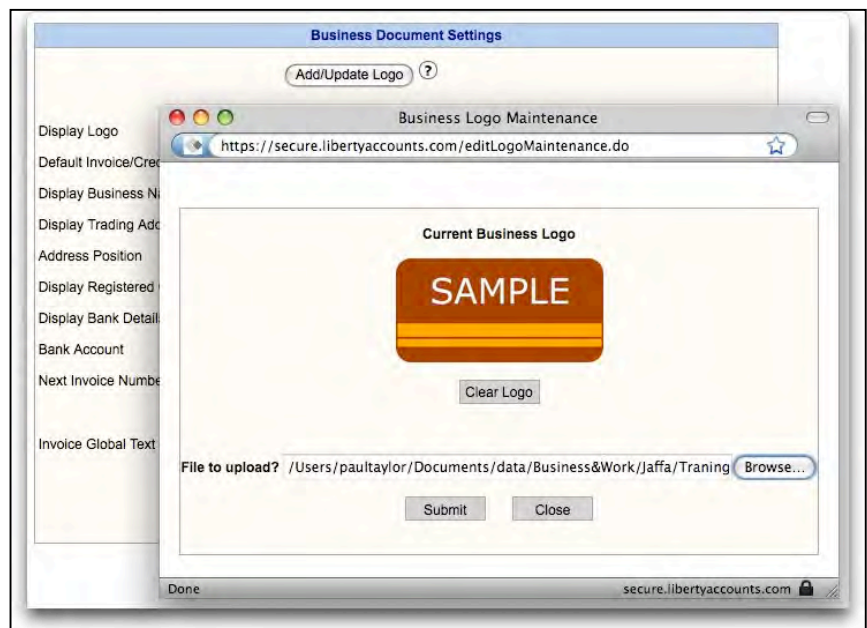 Business Document Settings
Add/Update Logo ?
Display Logo
Default Invoice/Cred
Display Business Na
Display Trading Add
Address Position
Display Registered
Display Bank Detail
Bank Account
Next Invoice Numbe
Invoice Global Text
Business Logo Maintenance
https://secure.libertyaccounts.com/editLogoMaintenance.do
Current Business Logo
SAMPLE
Clear Logo
File to upload? /Users/paultaylor/Documents/data/Business&Work/Jaffa/Traning Browse...
Submit Close
Done secure.libertyaccounts.com